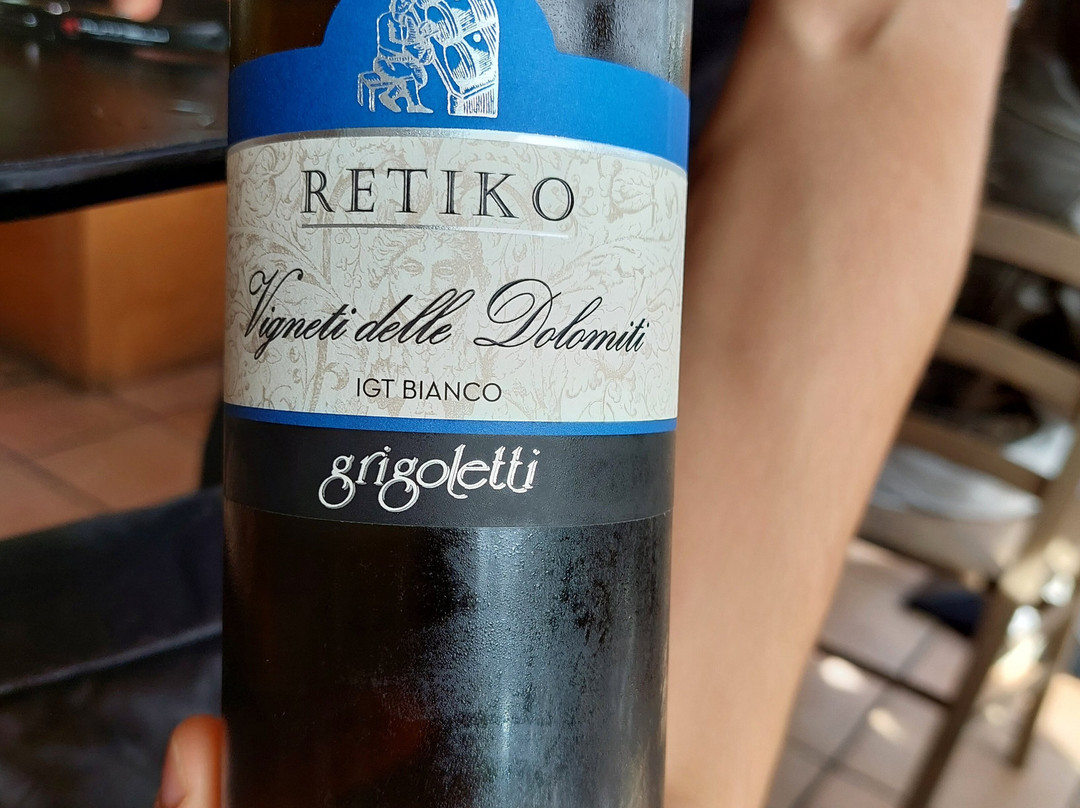 RETIKO
Vigneti delle Dolomiti
IGT BIANCO
grigoletti